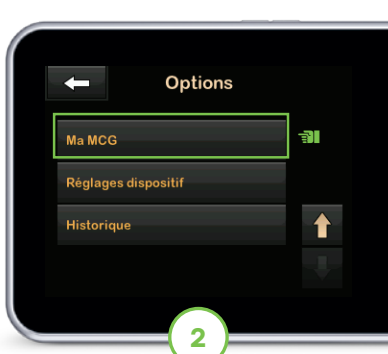 Options
Ma MCG
Réglages dispositif
Historique
2